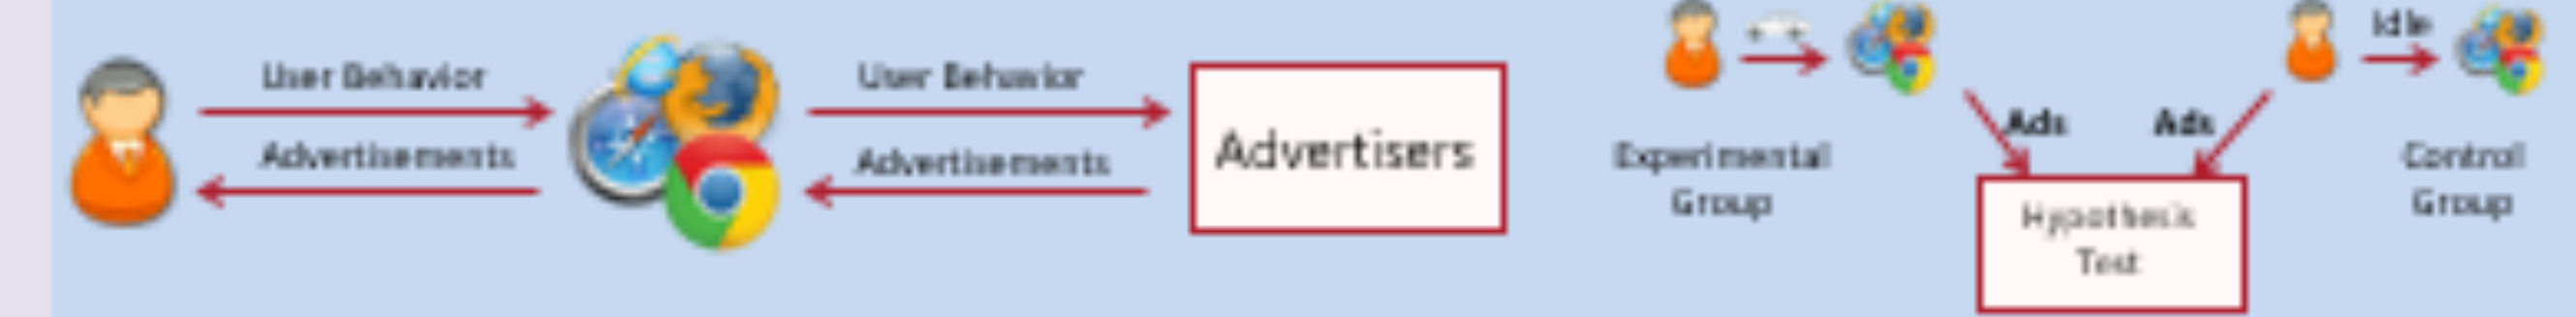 User Behavior
Advertisements
User Behavior
Advertisements
Advertisers
Experimental
Group
Ads
Ads
Hypothesis
Test
Idle
Control
Group